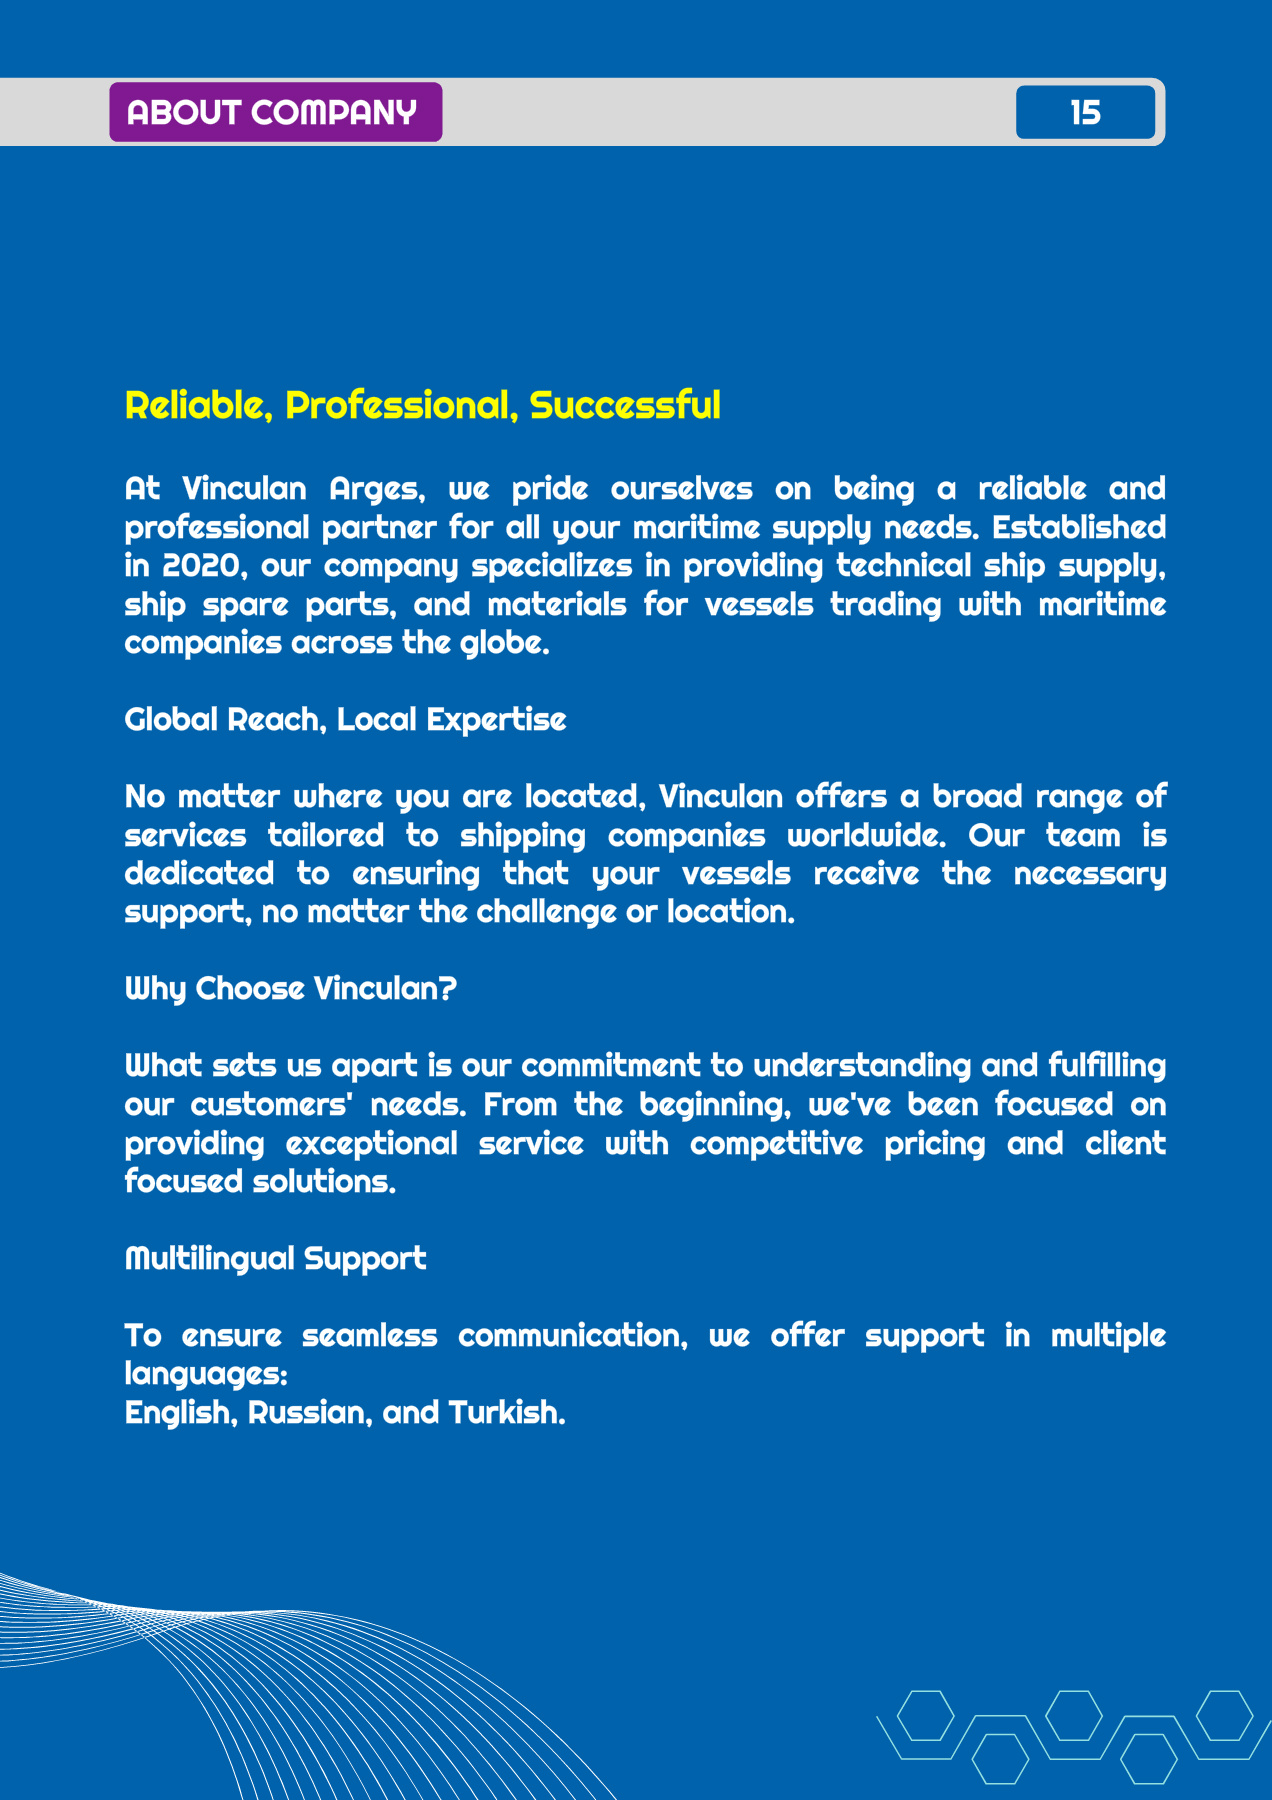 ABOUT COMPANY
15
Reliable, Professional, Successful
At Vinculan Arges, we pride ourselves on being a reliable and
professional partner for all your maritime supply needs. Established
in 2020, our company specializes in providing technical ship supply,
ship spare parts, and materials for vessels trading with maritime
companies across the globe.
Global Reach, Local Expertise
No matter where you are located, Vinculan offers a broad range of
services tailored to shipping companies worldwide. Our team is
dedicated to ensuring that your vessels receive the necessary
support, no matter the challenge or location.
Why Choose Vinculan?
What sets us apart is our commitment to understanding and fulfilling
our customers' needs. From the beginning, we've been focused on
providing exceptional service with competitive pricing and client
focused solutions.
Multilingual Support
To ensure seamless communication, we offer support in multiple
languages:
English, Russian, and Turkish.